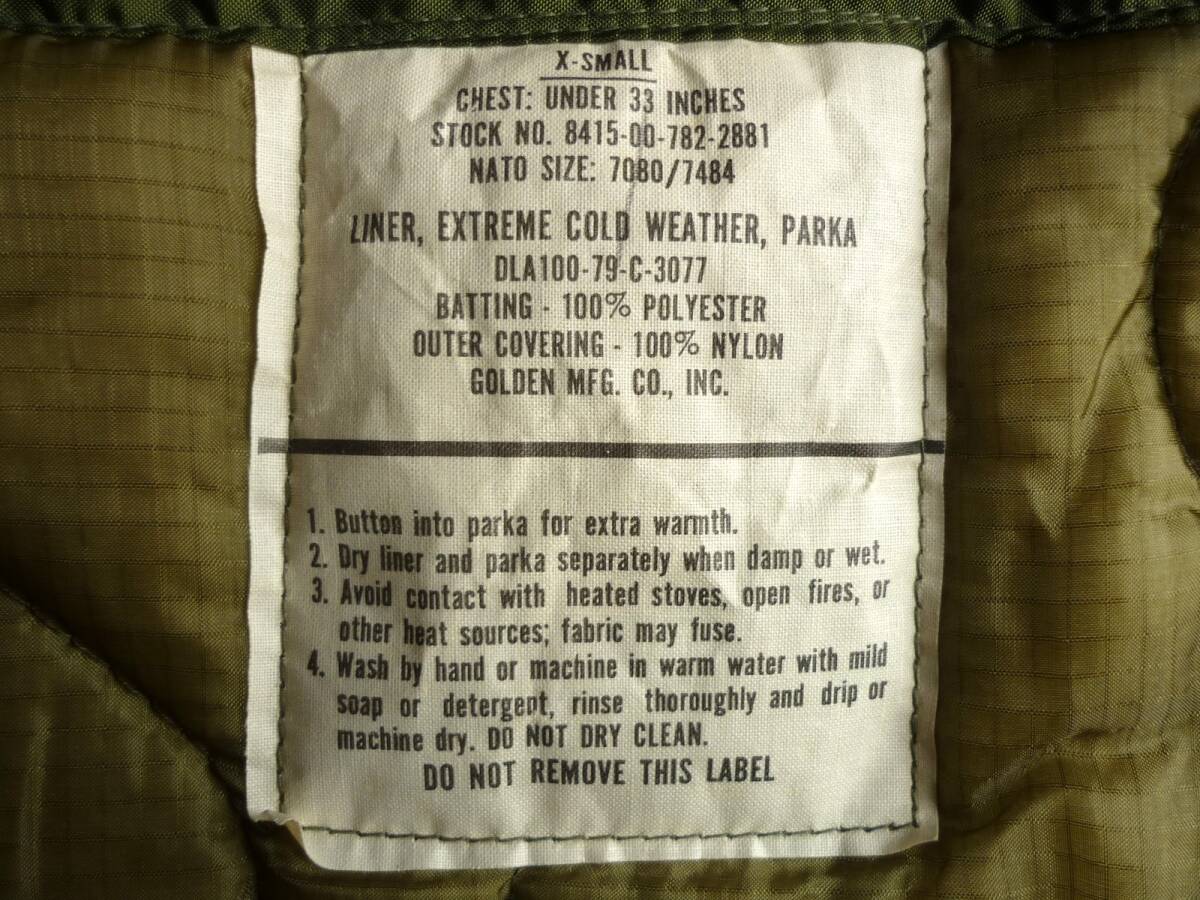 X-SMALL
CHEST: UNDER 33 INCHES
STOCK NO. 8415-00-782-2881
NATO SIZE: 7080/7484
LINER, EXTREME COLD WEATHER, PARKA
DLA100-79-C-3077
BATTING - 100% POLYESTER
OUTER COVERING - 100% NYLON
GOLDEN MFG. CO., INC.
1. Button into parka for extra warmth.
2. Dry liner and parka separately when damp or wet.
3. Avoid contact with heated stoves, open fires, or
other heat sources; fabric may fuse.
4. Wash by hand or machine in warm water with mild
soap or detergent, rinse thoroughly and drip or
machine dry. DO NOT DRY CLEAN.
DO NOT REMOVE THIS LABEL